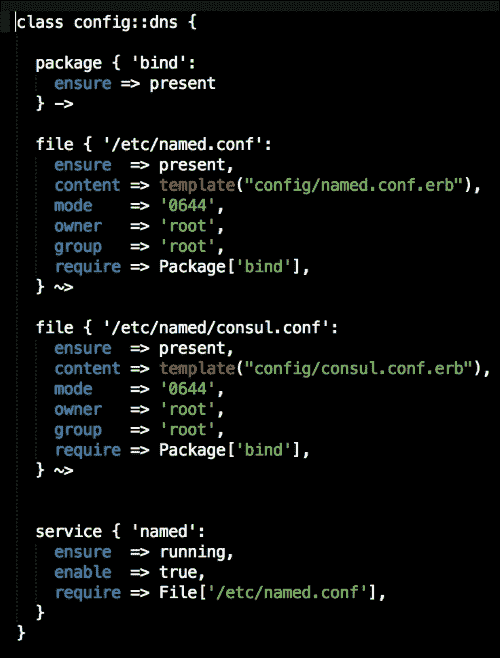 class config::dns {
package { 'bind':
ensure => present
} ->
file { '/etc/named.conf':
ensure => present,
content => template("config/named.conf.erb"),
mode => '0644',
owner => 'root',
group => 'root',
require => Package['bind'],
} ~>
file { '/etc/named/consul.conf':
ensure => present,
content => template("config/consul.conf.erb"),
mode => '0644',
owner => 'root',
group => 'root',
require => Package['bind'],
} ~>
service { 'named':
ensure => running,
enable => true,
require => File['/etc/named.conf'],
}
}